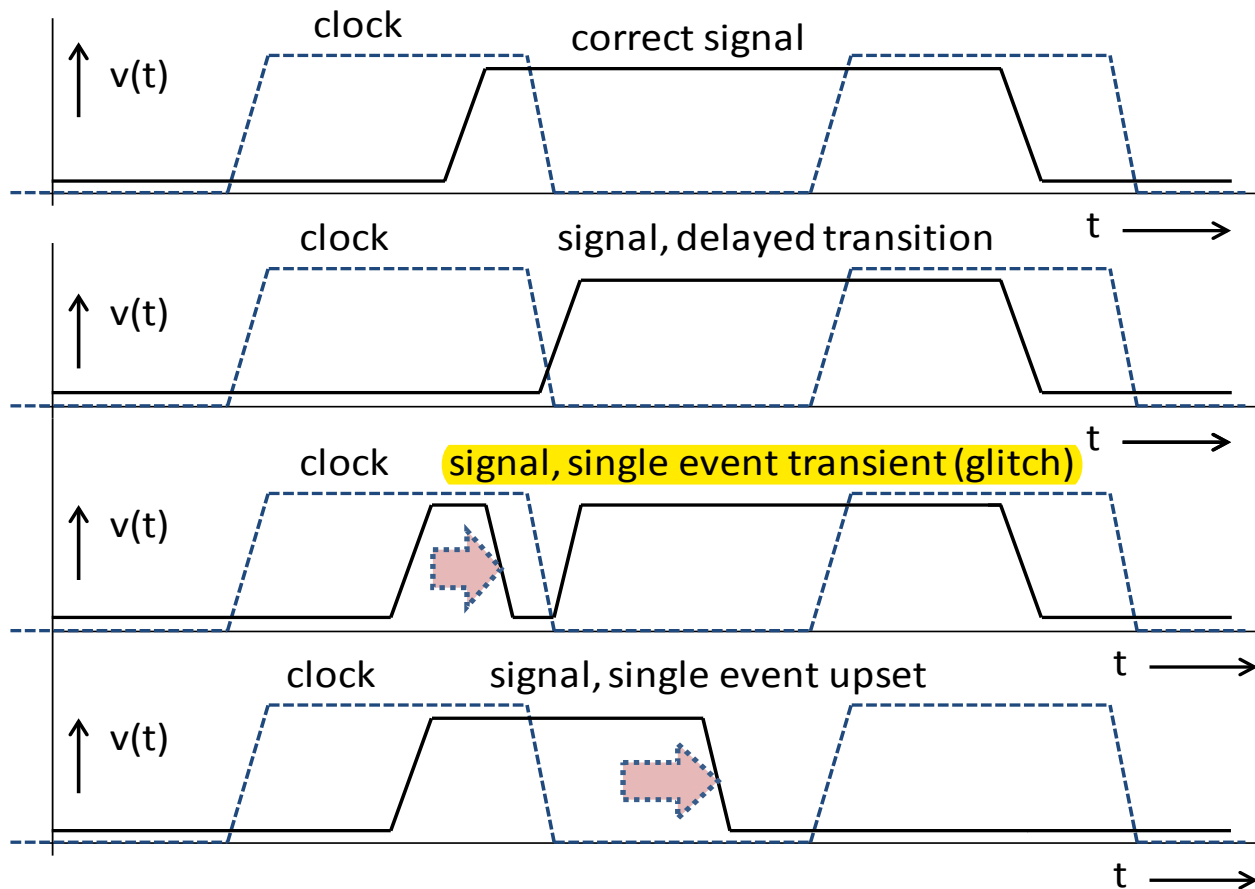 clock
correct signal
v(t)
t
clock
signal, delayed transition
v(t)
t
clock
signal, single event transient (glitch)
v(t)
t
clock
signal, single event upset
v(t)
t